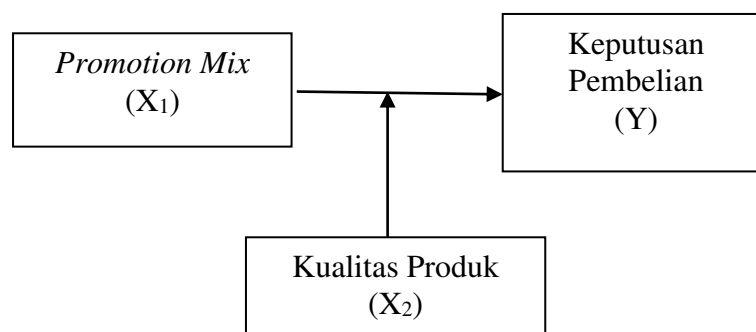 Promotion Mix
(X₁)
Keputusan
Pembelian
(Y)
Kualitas Produk
(X₂)